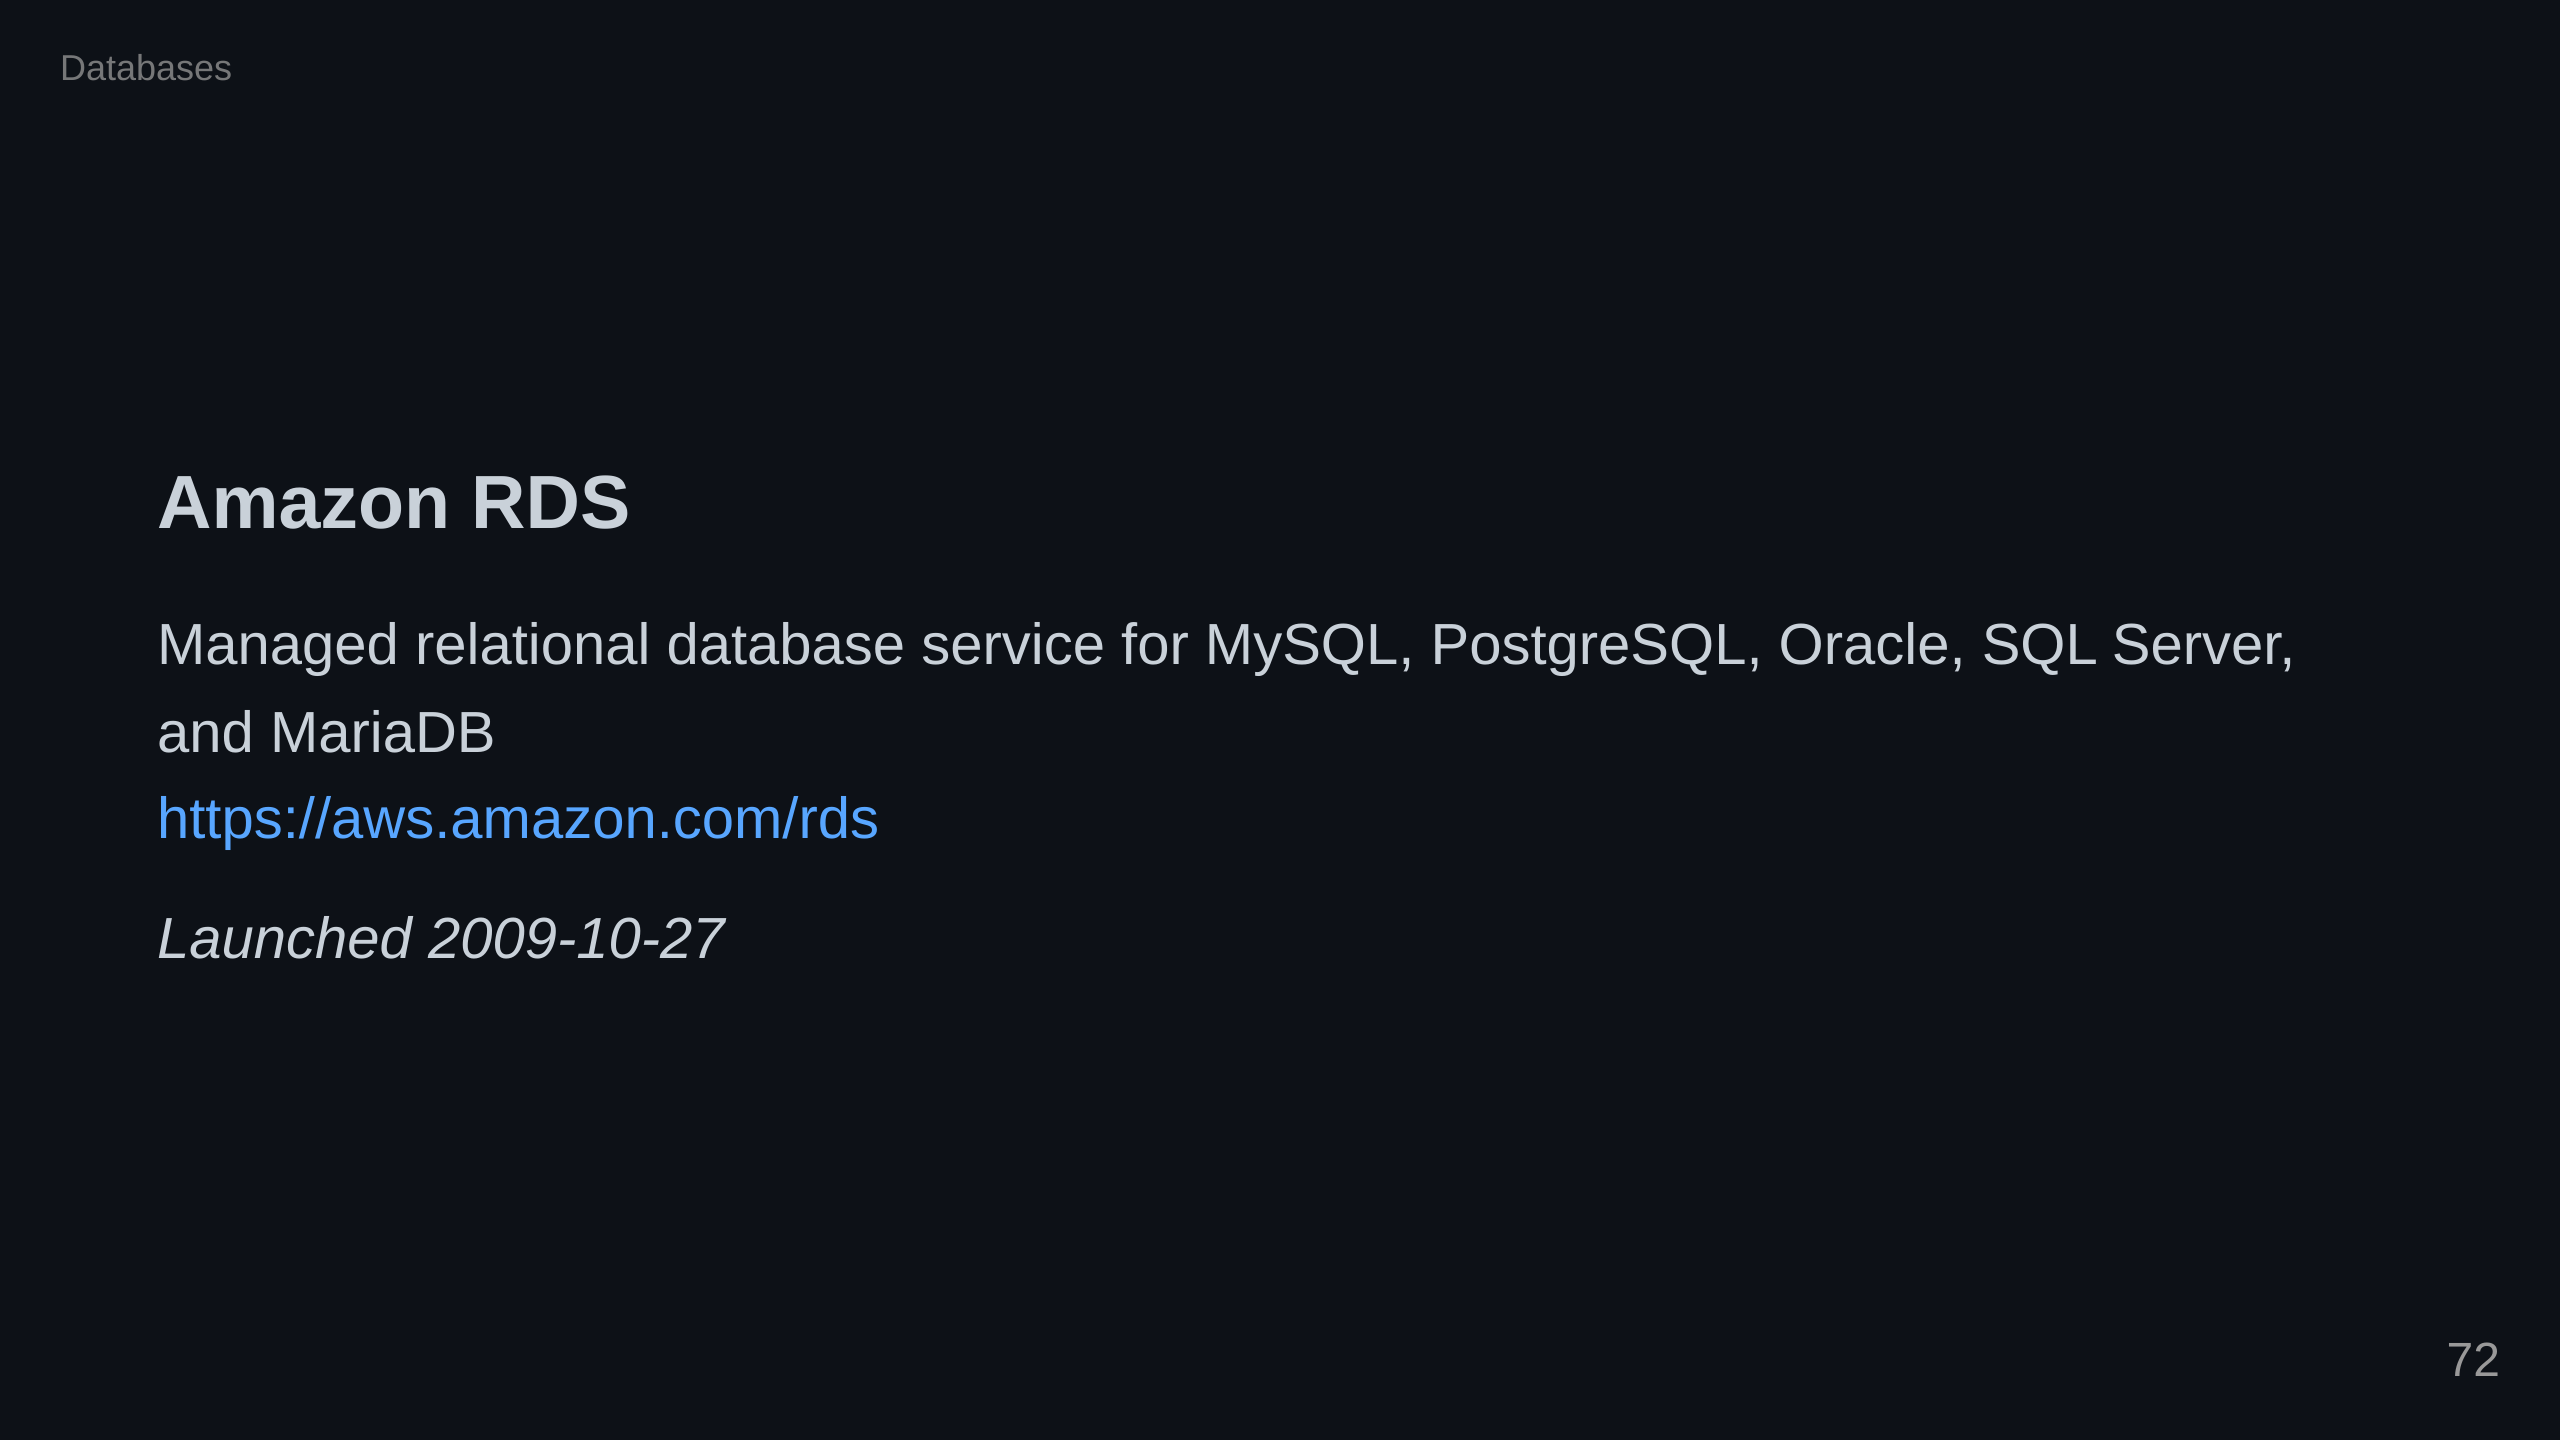 Databases
Amazon RDS
Managed relational database service for MySQL, PostgreSQL, Oracle, SQL Server,
and MariaDB
https://aws.amazon.com/rds
Launched 2009-10-27
72